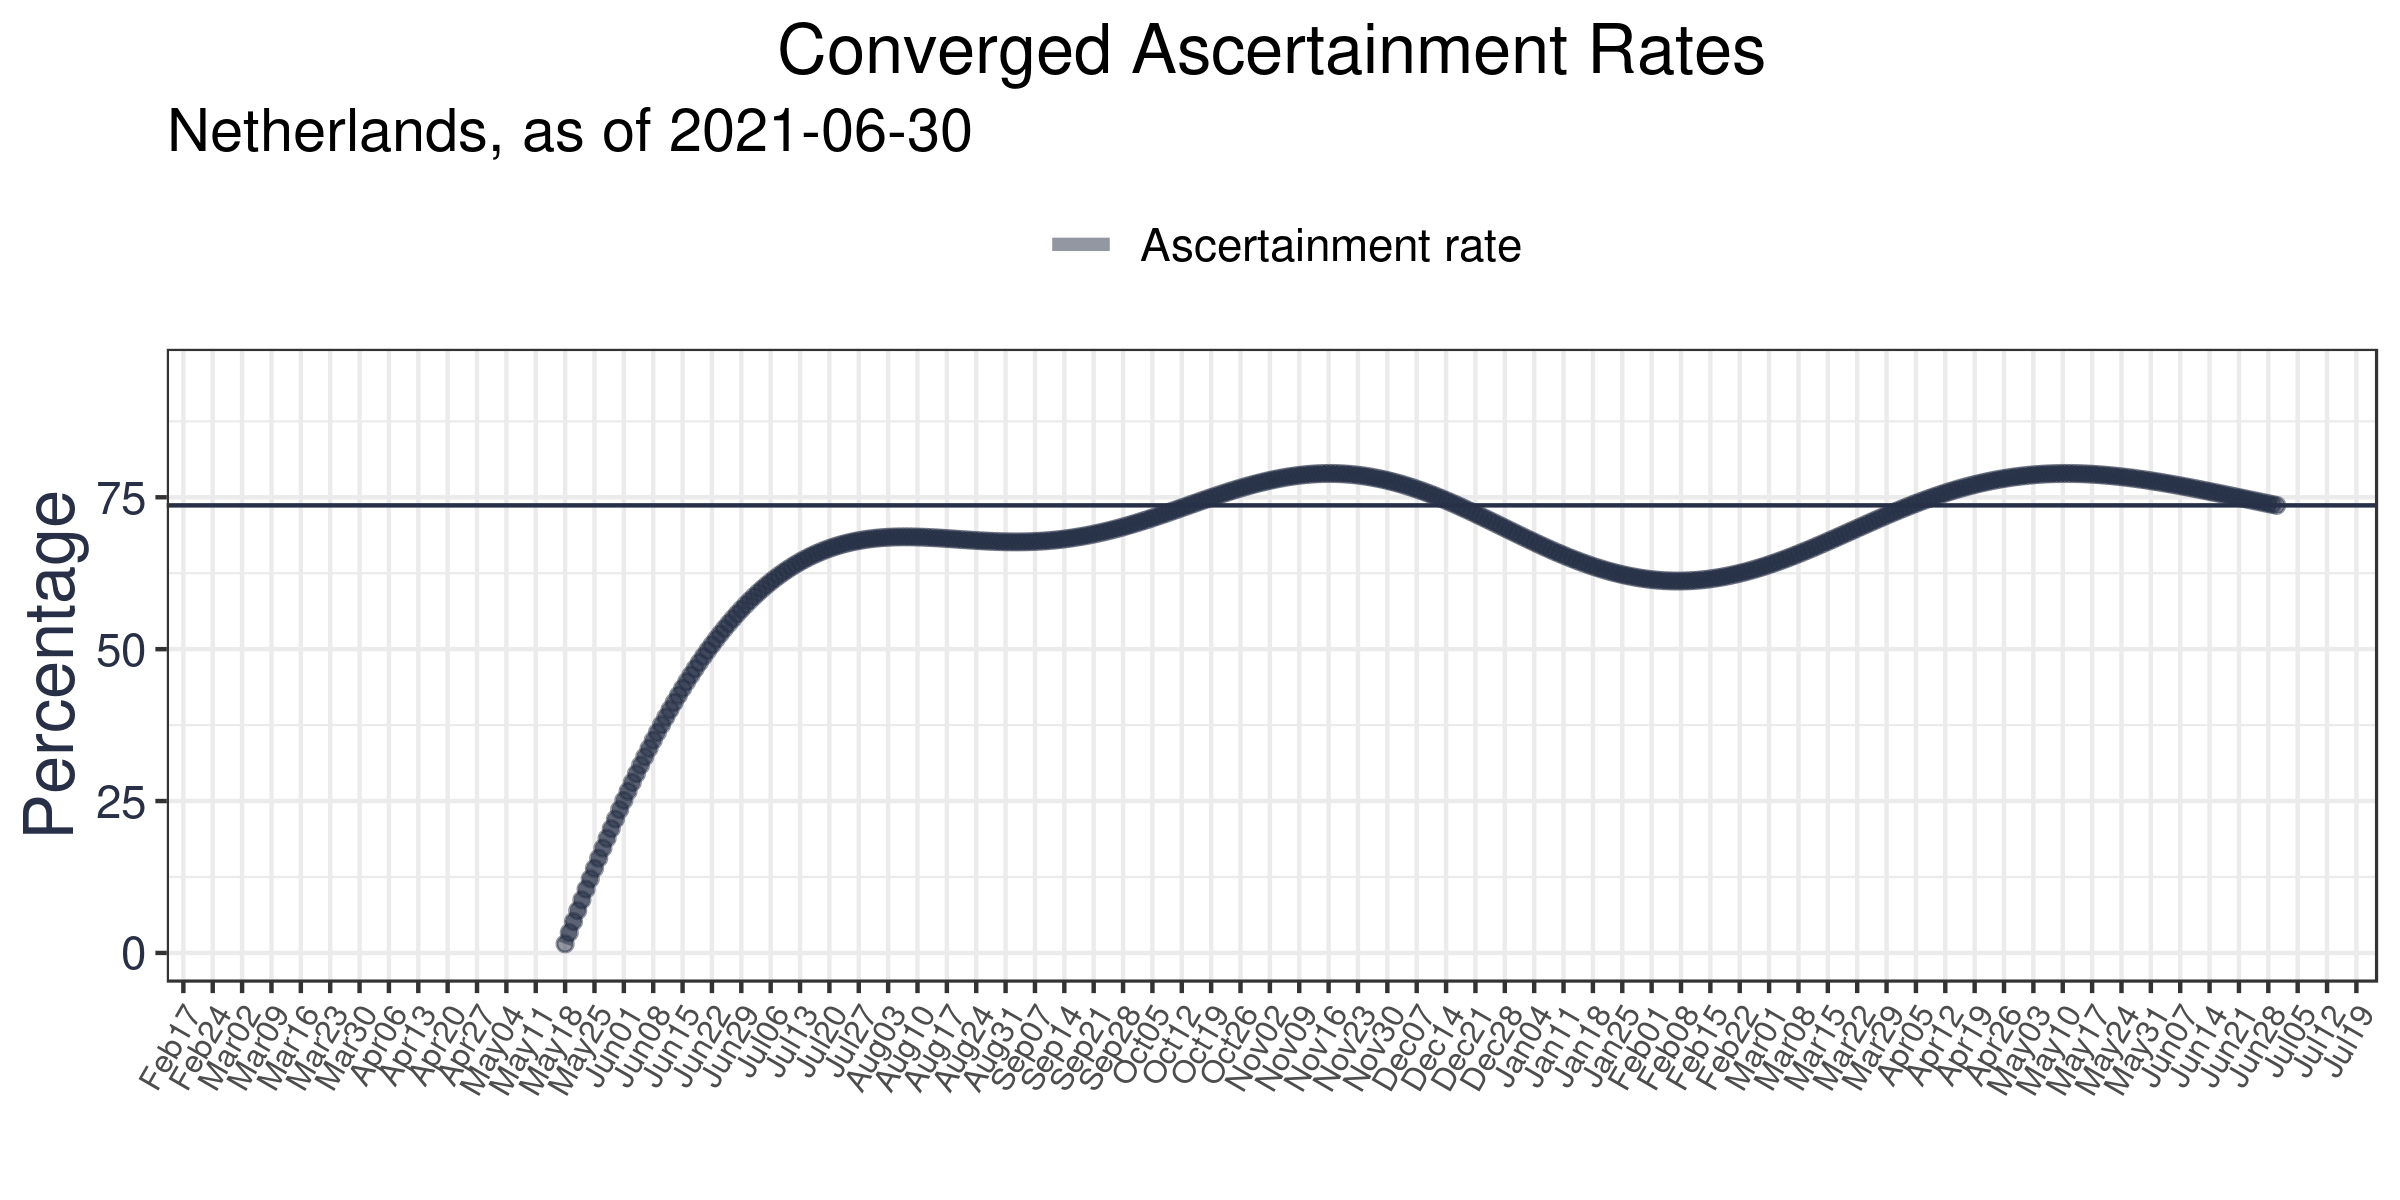 Converged Ascertainment Rates
Netherlands, as of 2021-06-30
Ascertainment rate
Percentage
75
50
25
0
Feb17 Feb24 Mar02 Mar09 Mar16 Mar23 Mar30 Apr06 Apr13 Apr20 Apr27 May04 May11 May18 May25 Jun01 Jun08 Jun15 Jun22 Jun29 Jul06 Jul13 Jul20 Jul27 Aug03 Aug10 Aug17 Aug24 Aug31 Sep07 Sep14 Sep21 Sep28 Oct05 Oct12 Oct19 Oct26 Nov02 Nov09 Nov16 Nov23 Nov30 Dec07 Dec14 Dec21 Dec28 Jan04 Jan11 Jan18 Jan25 Feb01 Feb08 Feb15 Feb22 Mar01 Mar08 Mar15 Mar22 Mar29 Apr05 Apr12 Apr19 Apr26 May03 May10 May17 May24 May31 Jun07 Jun14 Jun21 Jun28 Jul05 Jul12 Jul19